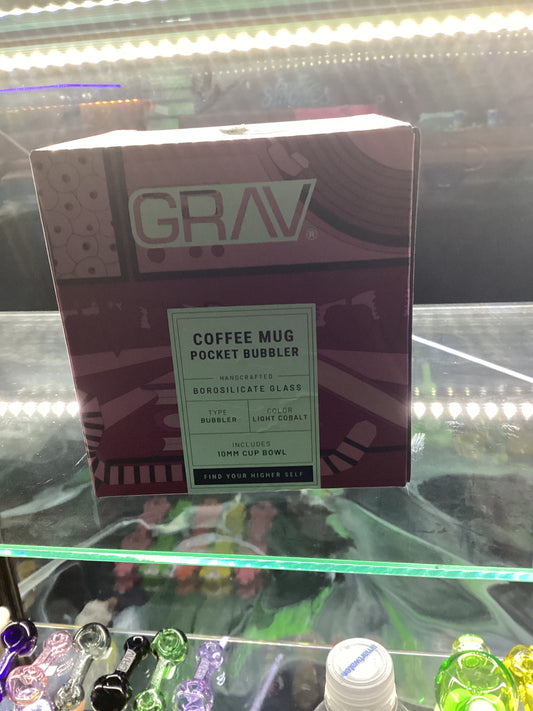 GRAV®
COFFEE MUG
POCKET BUBBLER
HANDCRAFTED
BOROSILICATE GLASS
TYPE
BUBBLER
COLOR
LIGHT COBALT
INCLUDES
10MM CUP BOWL
FIND YOUR HIGHER SELF